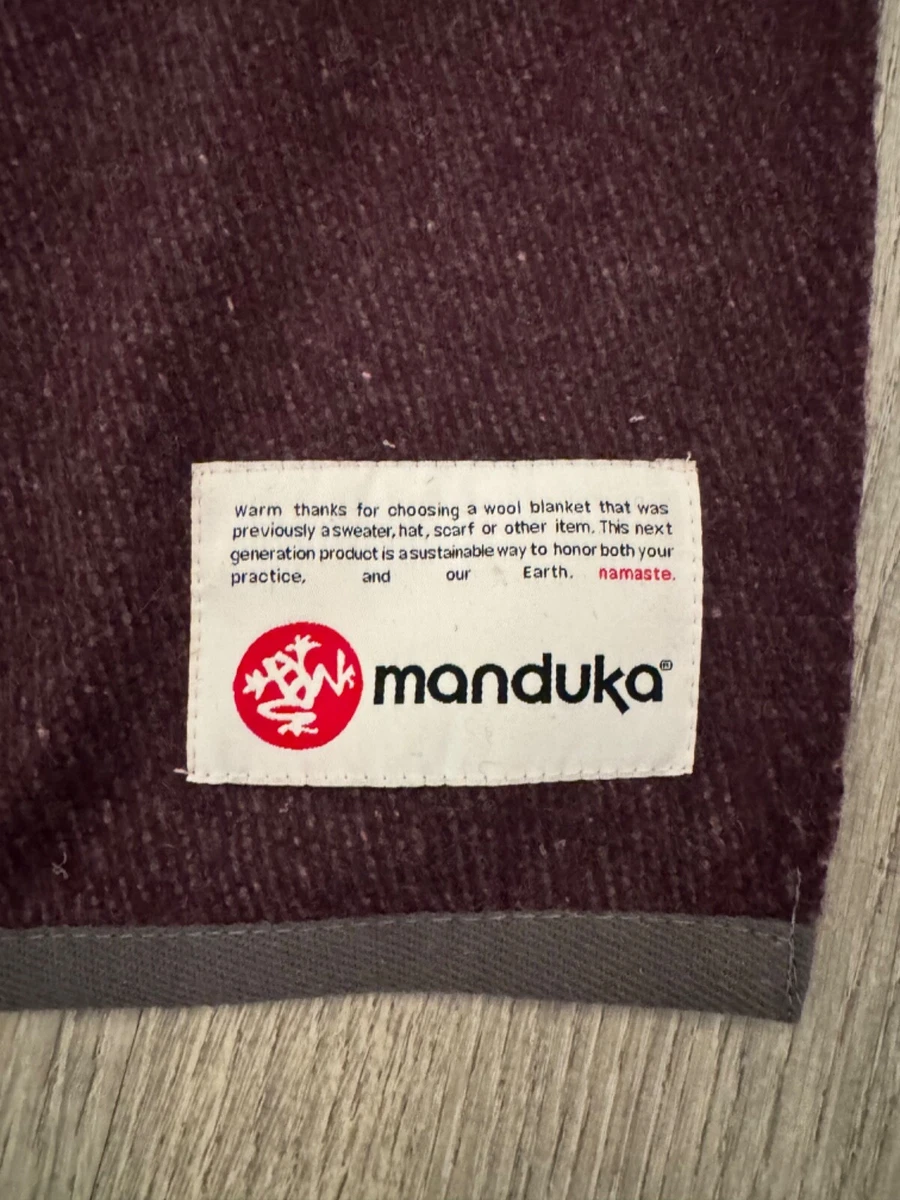 Warm thanks for choosing a wool blanket that was
previously a sweater, hat, scarf or other item. This next
generation product is a sustainable way to honor both your
practice, and our Earth. namaste.
manduka®